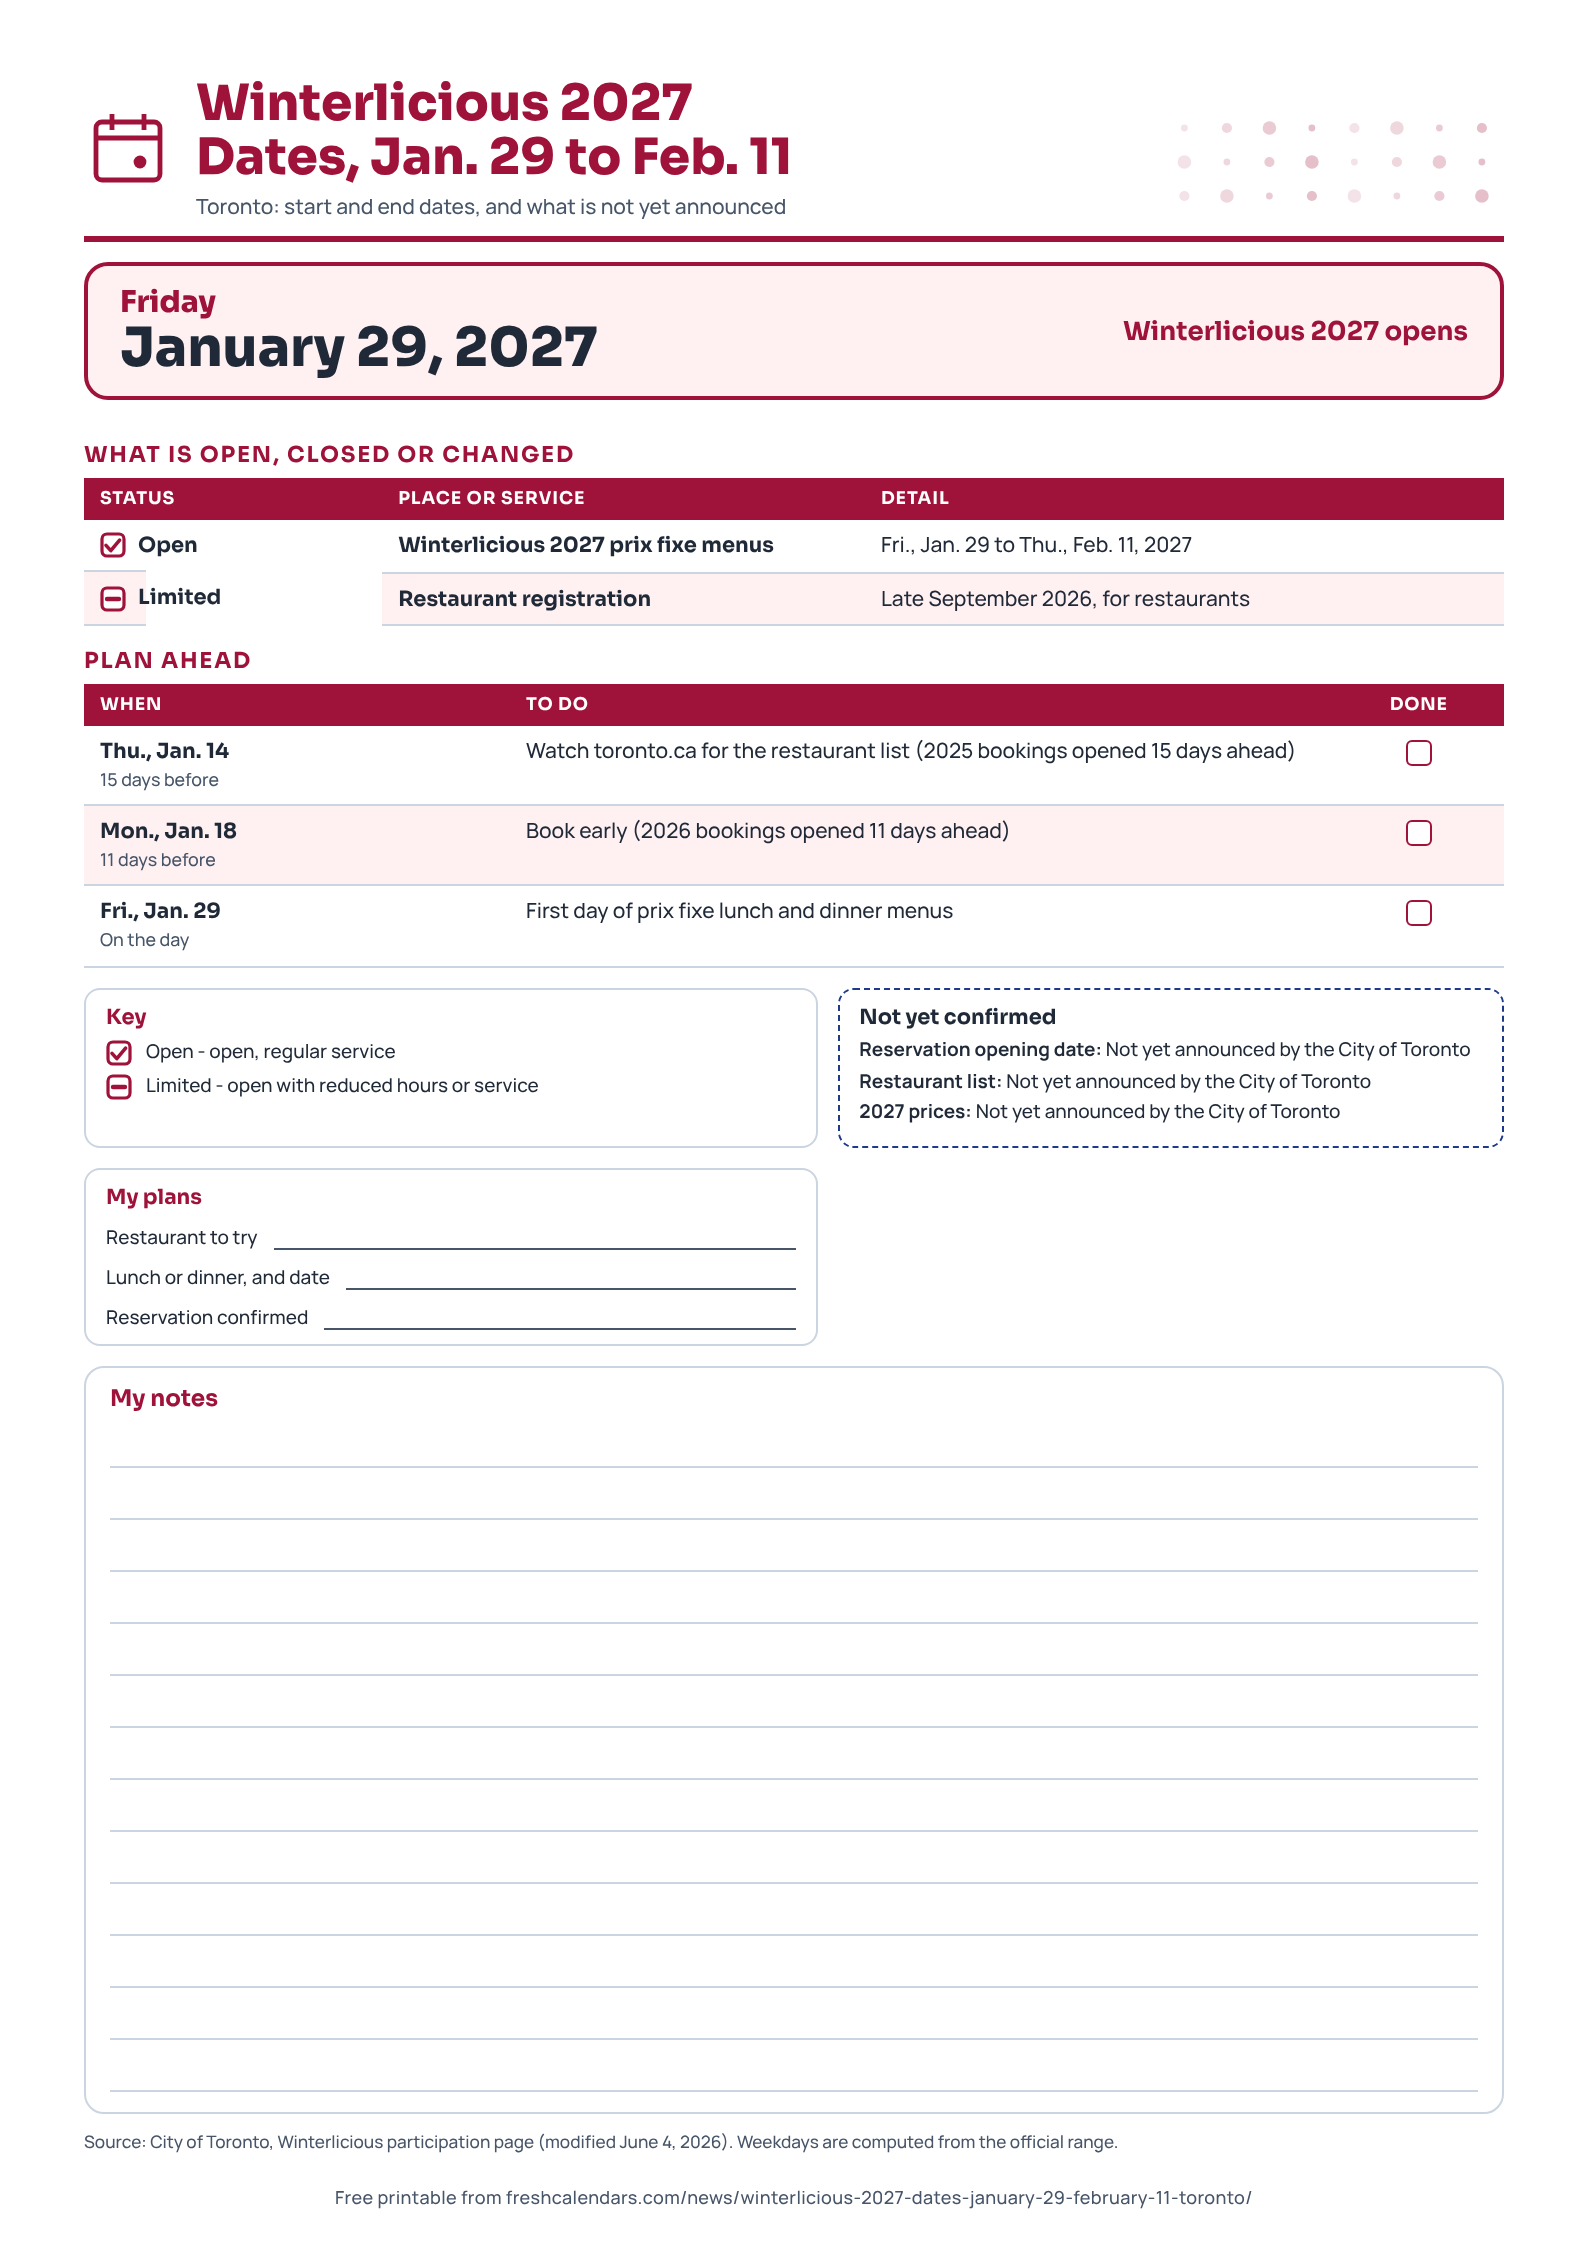 Winterlicious 2027
Dates, Jan. 29 to Feb. 11
Toronto: start and end dates, and what is not yet announced
Friday
January 29, 2027
Winterlicious 2027 opens
WHAT IS OPEN, CLOSED OR CHANGED
STATUS PLACE OR SERVICE DETAIL
Open Winterlicious 2027 prix fixe menus Fri., Jan. 29 to Thu., Feb. 11, 2027
Limited Restaurant registration Late September 2026, for restaurants
PLAN AHEAD
WHEN TO DO DONE
Thu., Jan. 14 Watch toronto.ca for the restaurant list (2025 bookings opened 15 days ahead)
15 days before
Mon., Jan. 18 Book early (2026 bookings opened 11 days ahead)
11 days before
Fri., Jan. 29 First day of prix fixe lunch and dinner menus
On the day
Key
Open - open, regular service
Limited - open with reduced hours or service
Not yet confirmed
Reservation opening date: Not yet announced by the City of Toronto
Restaurant list: Not yet announced by the City of Toronto
2027 prices: Not yet announced by the City of Toronto
My plans
Restaurant to try
Lunch or dinner, and date
Reservation confirmed
My notes
Source: City of Toronto, Winterlicious participation page (modified June 4, 2026). Weekdays are computed from the official range.
Free printable from freshcalendars.com/news/winterlicious-2027-dates-january-29-february-11-toronto/